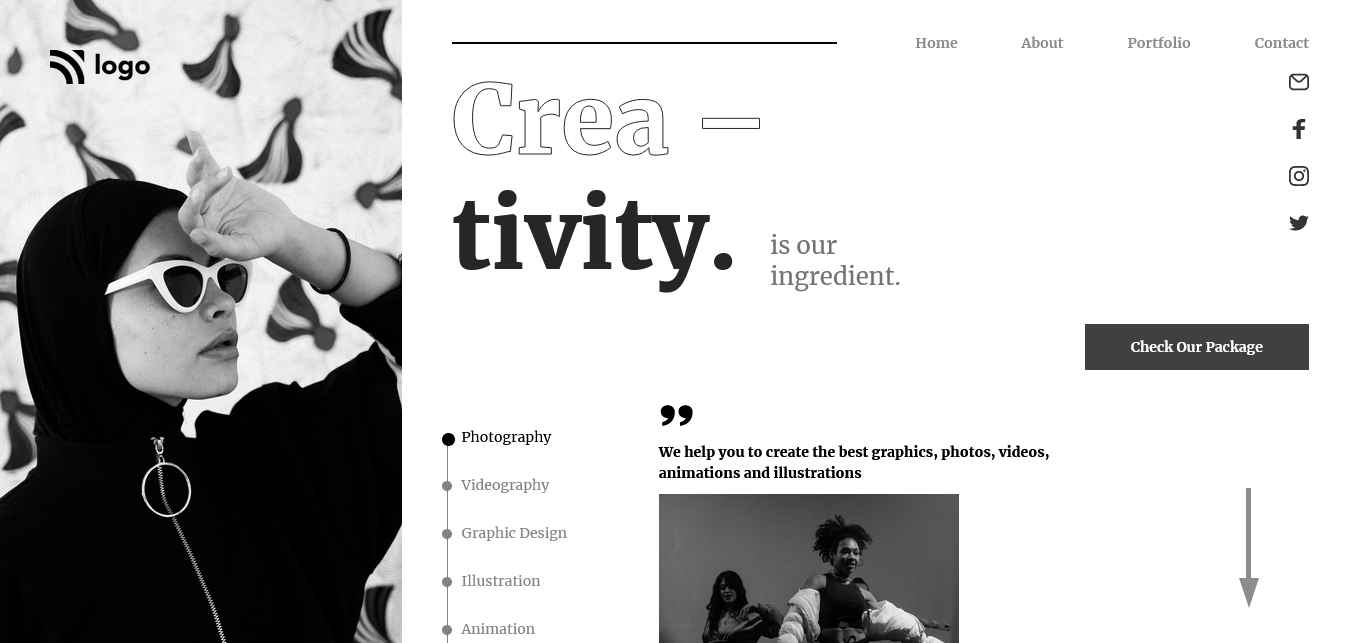 logo
Home About Portfolio Contact
Crea –
tivity.
is our
ingredient.
Check Our Package
Photography
Videography
Graphic Design
Illustration
Animation
”
We help you to create the best graphics, photos, videos,
animations and illustrations